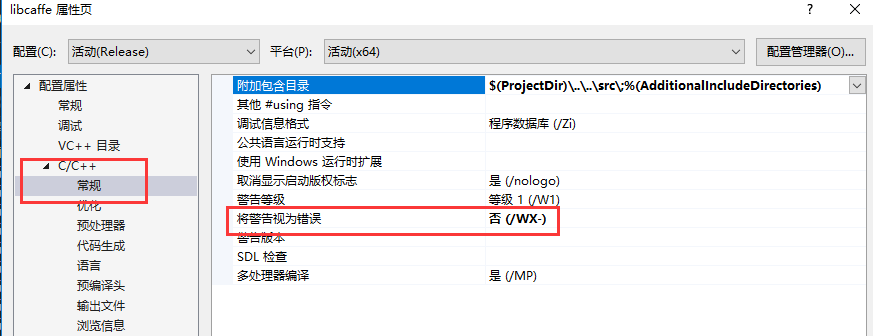 libcaffe 属性页
配置(C): 活动(Release) 平台(P): 活动(x64) 配置管理器(O)...
配置属性
常规
调试
VC++ 目录
C/C++
常规
优化
预处理器
代码生成
语言
预编译头
输出文件
浏览信息
附加包含目录 $(ProjectDir)\..\..\src\;%(AdditionalIncludeDirectories)
其他 #using 指令
调试信息格式 程序数据库 (/Zi)
公共语言运行时支持
使用 Windows 运行时扩展
取消显示启动版权标志 是 (/nologo)
警告等级 等级 1 (/W1)
将警告视为错误 否 (/WX-)
警告版本
SDL 检查
多处理器编译 是 (/MP)